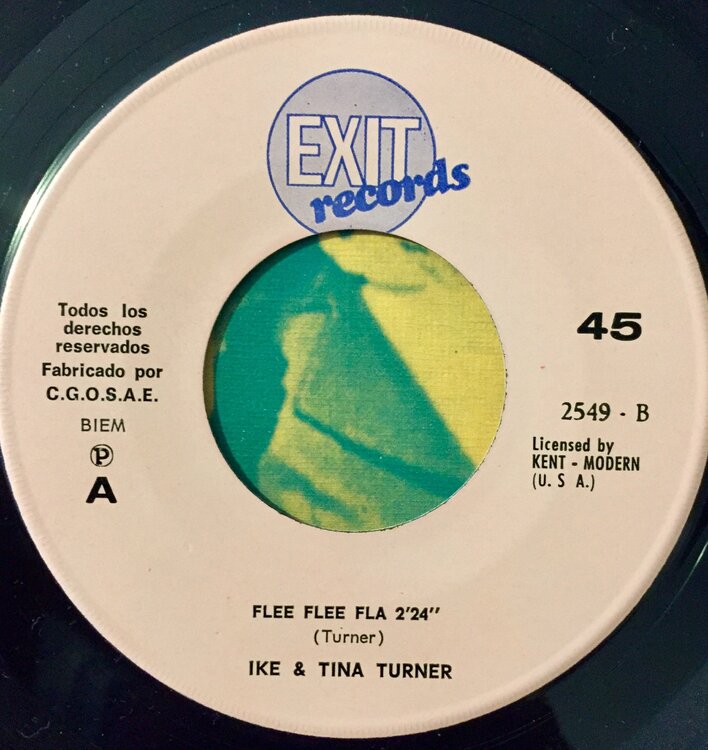 EXIT
records
Todos los
derechos
reservados
Fabricado por
C.G.O.S.A.E.
BIEM
℗
A
45
2549 - B
Licensed by
KENT - MODERN
(U. S A.)
FLEE FLEE FLA 2'24"
(Turner)
IKE & TINA TURNER